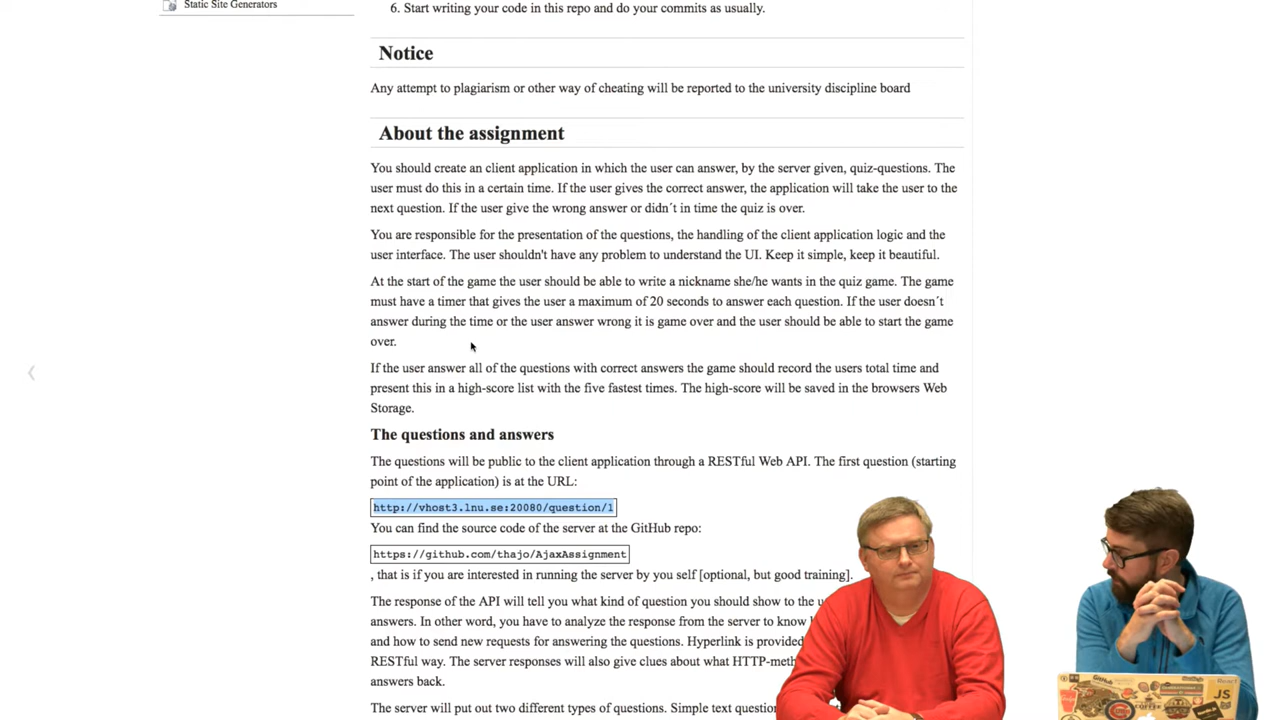 Static Site Generators
6. Start writing your code in this repo and do your commits as usually.
Notice
Any attempt to plagiarism or other way of cheating will be reported to the university discipline board
About the assignment
You should create an client application in which the user can answer, by the server given, quiz-questions. The
user must do this in a certain time. If the user gives the correct answer, the application will take the user to the
next question. If the user give the wrong answer or didn´t in time the quiz is over.
You are responsible for the presentation of the questions, the handling of the client application logic and the
user interface. The user shouldn't have any problem to understand the UI. Keep it simple, keep it beautiful.
At the start of the game the user should be able to write a nickname she/he wants in the quiz game. The game
must have a timer that gives the user a maximum of 20 seconds to answer each question. If the user doesn´t
answer during the time or the user answer wrong it is game over and the user should be able to start the game
over.
If the user answer all of the questions with correct answers the game should record the users total time and
present this in a high-score list with the five fastest times. The high-score will be saved in the browsers Web
Storage.
The questions and answers
The questions will be public to the client application through a RESTful Web API. The first question (starting
point of the application) is at the URL:
http://vhost3.lnu.se:20080/question/1
You can find the source code of the server at the GitHub repo:
https://github.com/thajo/AjaxAssignment
, that is if you are interested in running the server by you self [optional, but good training].
The response of the API will tell you what kind of question you should show to the
answers. In other word, you have to analyze the response from the server to know
and how to send new requests for answering the questions. Hyperlink is provided
RESTful way. The server responses will also give clues about what HTTP-
answers back.
The server will put out two different types of questions. Simple text
GitHub
COFFEE
React
JS